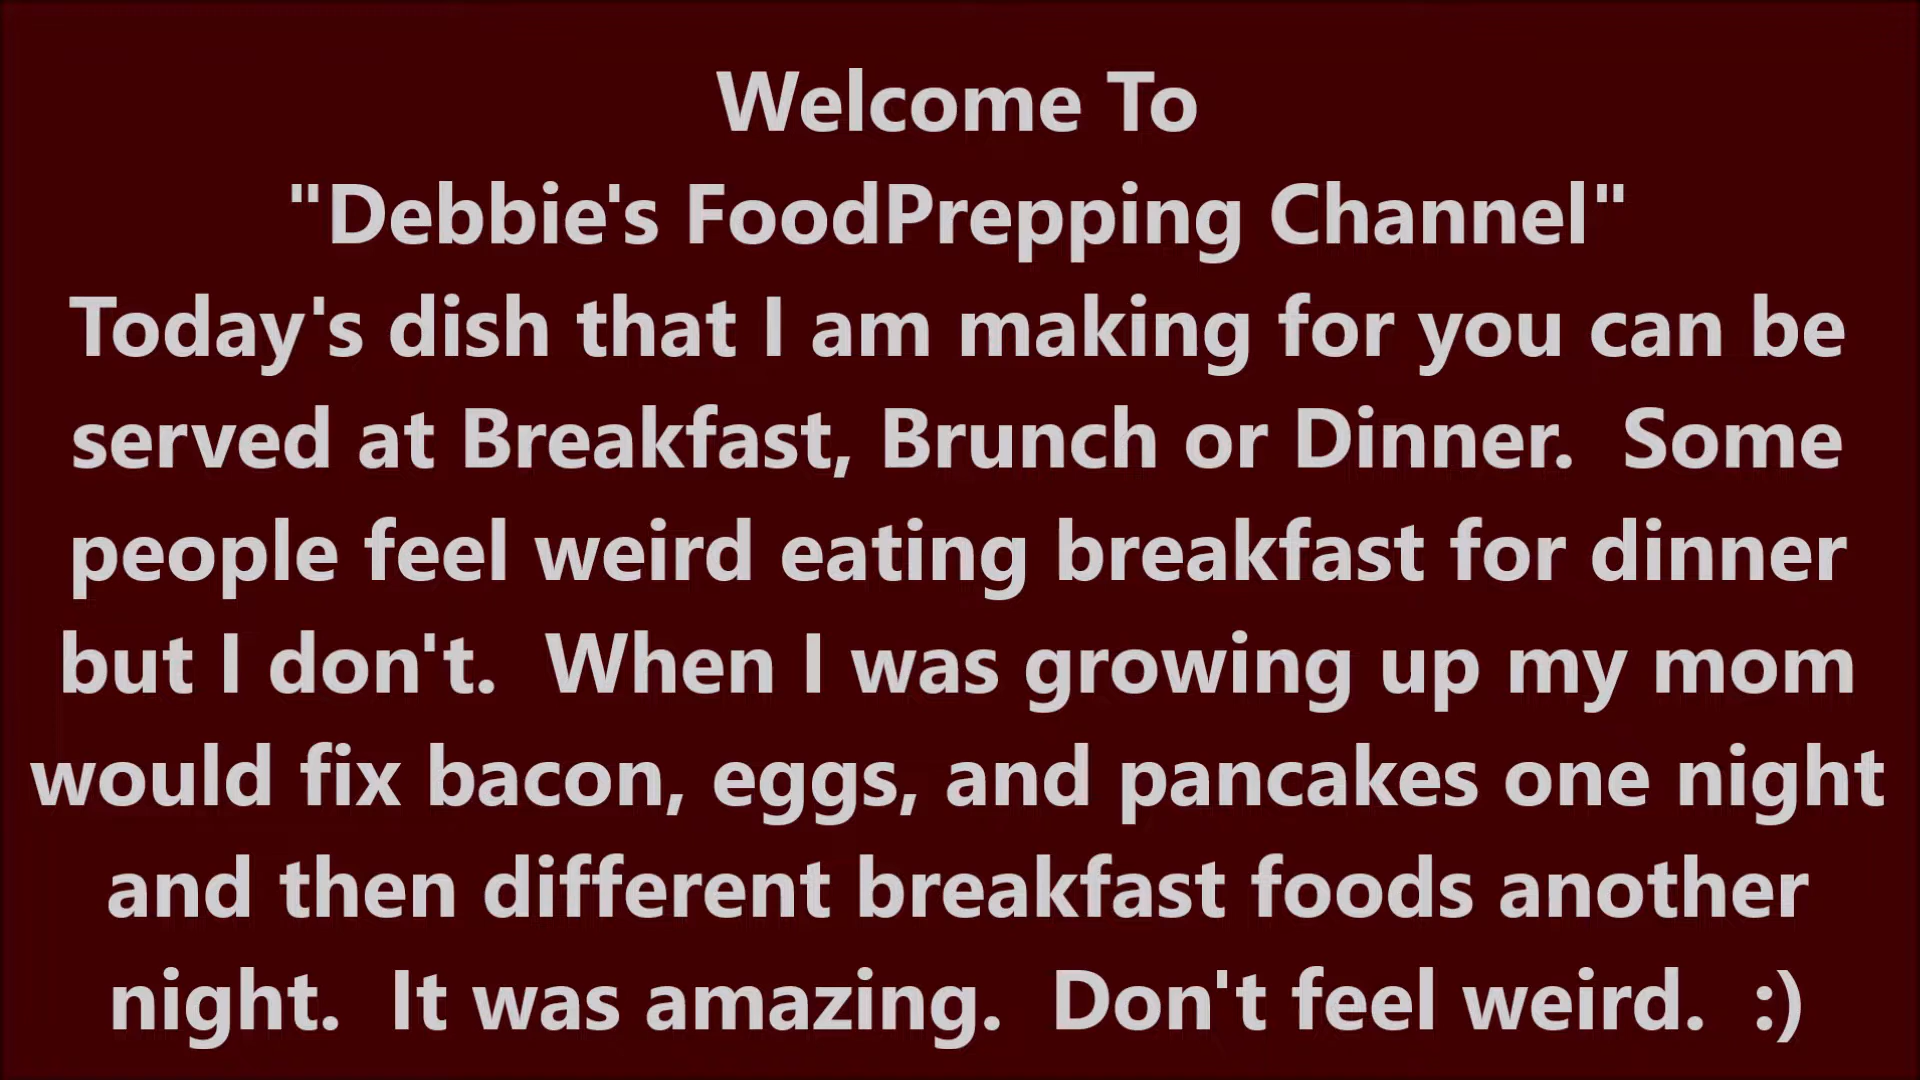 Welcome To
"Debbie's FoodPrepping Channel"
Today's dish that I am making for you can be
served at Breakfast, Brunch or Dinner.  Some
people feel weird eating breakfast for dinner
but I don't.  When I was growing up my mom
would fix bacon, eggs, and pancakes one night
and then different breakfast foods another
night.  It was amazing.  Don't feel weird.  :)